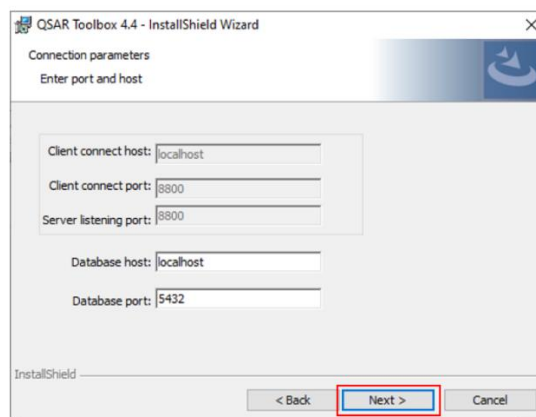 QSAR Toolbox 4.4 - InstallShield Wizard
Connection parameters
Enter port and host
Client connect host: localhost
Client connect port: 8800
Server listening port: 8800
Database host: localhost
Database port: 5432
InstallShield
< Back Next > Cancel